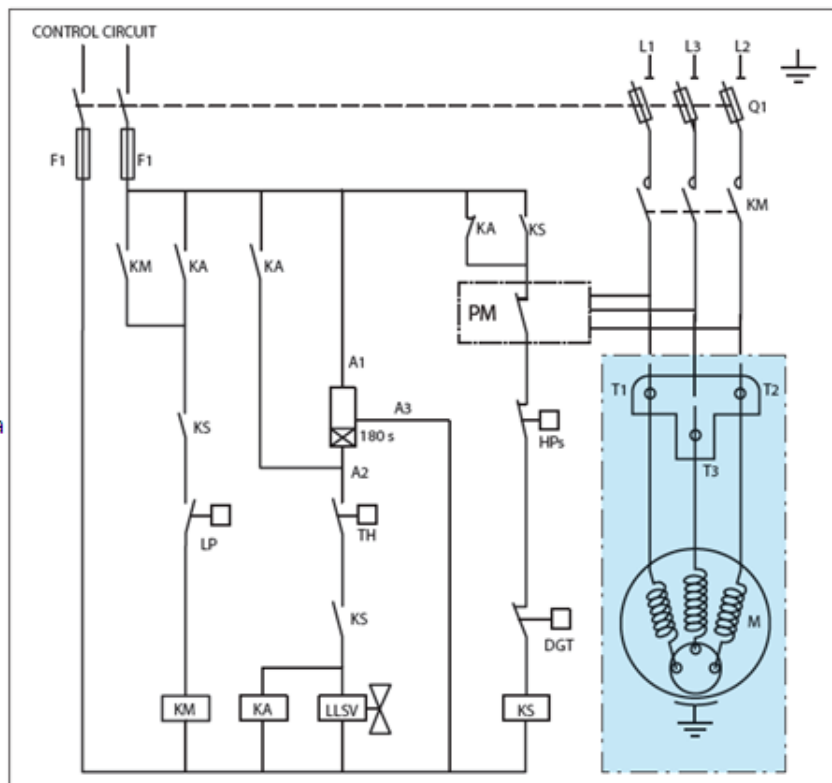 CONTROL CIRCUIT
L1 L3 L2
Q1
F1 F1
KM
KA KS
KM KA KA
PM
A1
T1 T2
A3
180 s
KS HPs
A2
T3
LP TH
KS M
DGT
KM KA LLSV KS